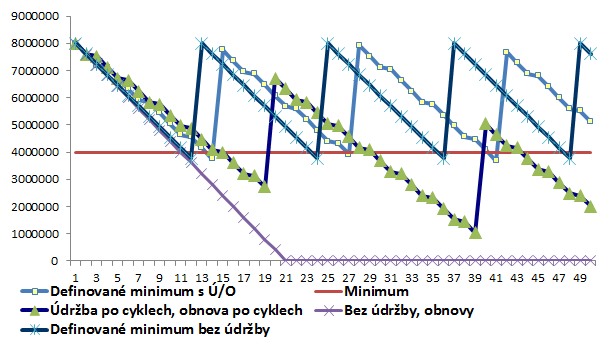 9000000
8000000
7000000
6000000
5000000
4000000
3000000
2000000
1000000
0
1 3 5 7 9 11 13 15 17 19 21 23 25 27 29 31 33 35 37 39 41 43 45 47 49
Definované minimum s Ú/O Minimum
Údržba po cyklech, obnova po cyklech Bez údržby, obnovy
Definované minimum bez údržby